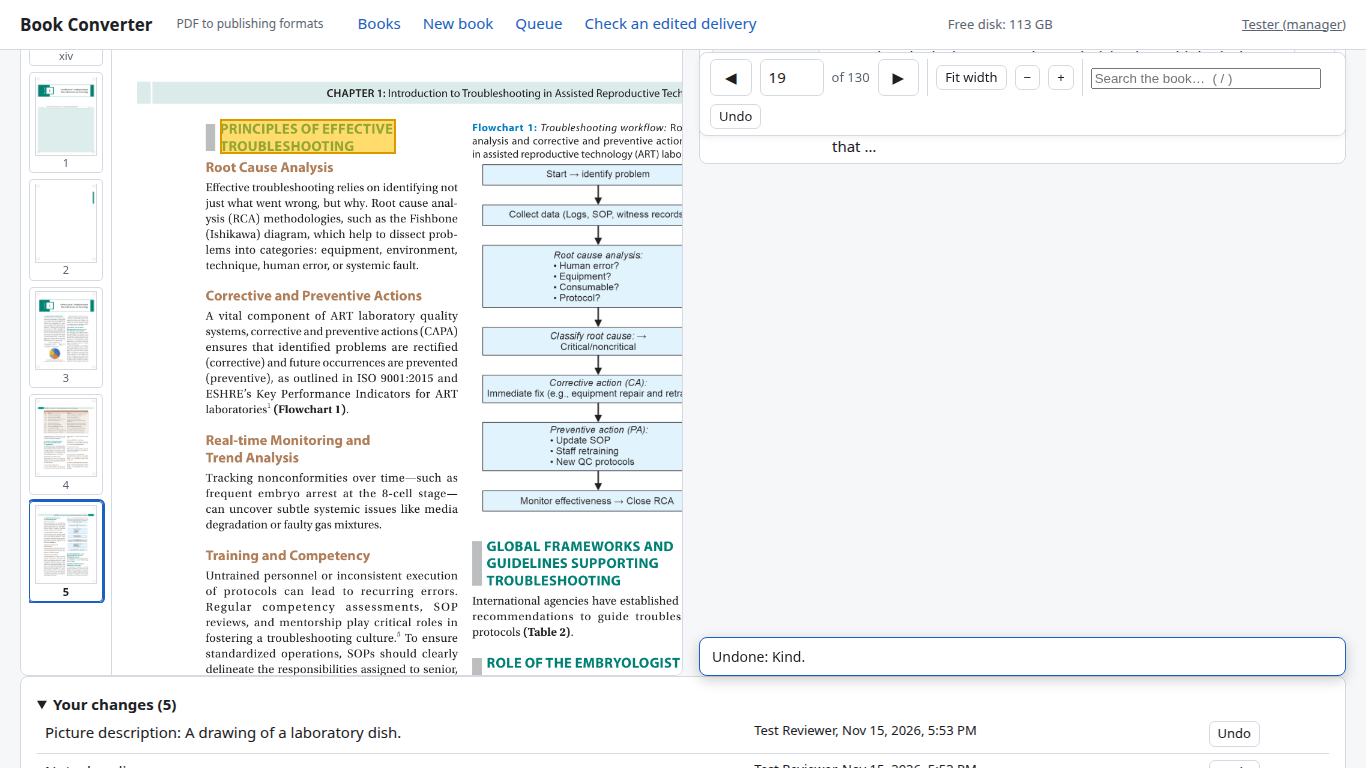 Book Converter
PDF to publishing formats
Books
New book
Queue
Check an edited delivery
Free disk: 113 GB
Tester (manager)
xiv
1
2
3
4
5
CHAPTER 1: Introduction to Troubleshooting in Assisted Reproductive Tech
PRINCIPLES OF EFFECTIVE
TROUBLESHOOTING
Root Cause Analysis
Effective troubleshooting relies on identifying not
just what went wrong, but why. Root cause anal-
ysis (RCA) methodologies, such as the Fishbone
(Ishikawa) diagram, which help to dissect prob-
lems into categories: equipment, environment,
technique, human error, or systemic fault.
Corrective and Preventive Actions
A vital component of ART laboratory quality
systems, corrective and preventive actions (CAPA)
ensures that identified problems are rectified
(corrective) and future occurrences are prevented
(preventive), as outlined in ISO 9001:2015 and
ESHRE's Key Performance Indicators for ART
laboratories¹ (Flowchart 1).
Real-time Monitoring and
Trend Analysis
Tracking nonconformities over time—such as
frequent embryo arrest at the 8-cell stage—
can uncover subtle systemic issues like media
degradation or faulty gas mixtures.
Training and Competency
Untrained personnel or inconsistent execution
of protocols can lead to recurring errors.
Regular competency assessments, SOP
reviews, and mentorship play critical roles in
fostering a troubleshooting culture.⁵ To ensure
standardized operations, SOPs should clearly
delineate the responsibilities assigned to senior,
Flowchart 1: Troubleshooting workflow: Ro
analysis and corrective and preventive action
in assisted reproductive technology (ART) labo
Start → identify problem
Collect data (Logs, SOP, witness records
Root cause analysis:
• Human error?
• Equipment?
• Consumable?
• Protocol?
Classify root cause: →
Critical/noncritical
Corrective action (CA):
Immediate fix (e.g., equipment repair and retra
Preventive action (PA):
• Update SOP
• Staff retraining
• New QC protocols
Monitor effectiveness → Close RCA
GLOBAL FRAMEWORKS AND
GUIDELINES SUPPORTING
TROUBLESHOOTING
International agencies have established
recommendations to guide troubles
protocols (Table 2).
ROLE OF THE EMBRYOLOGIST
◀ 19 of 130 ▶ Fit width − + Search the book… ( / )
Undo
that ...
Undone: Kind.
▼ Your changes (5)
Picture description: A drawing of a laboratory dish.
Test Reviewer, Nov 15, 2026, 5:53 PM
Undo